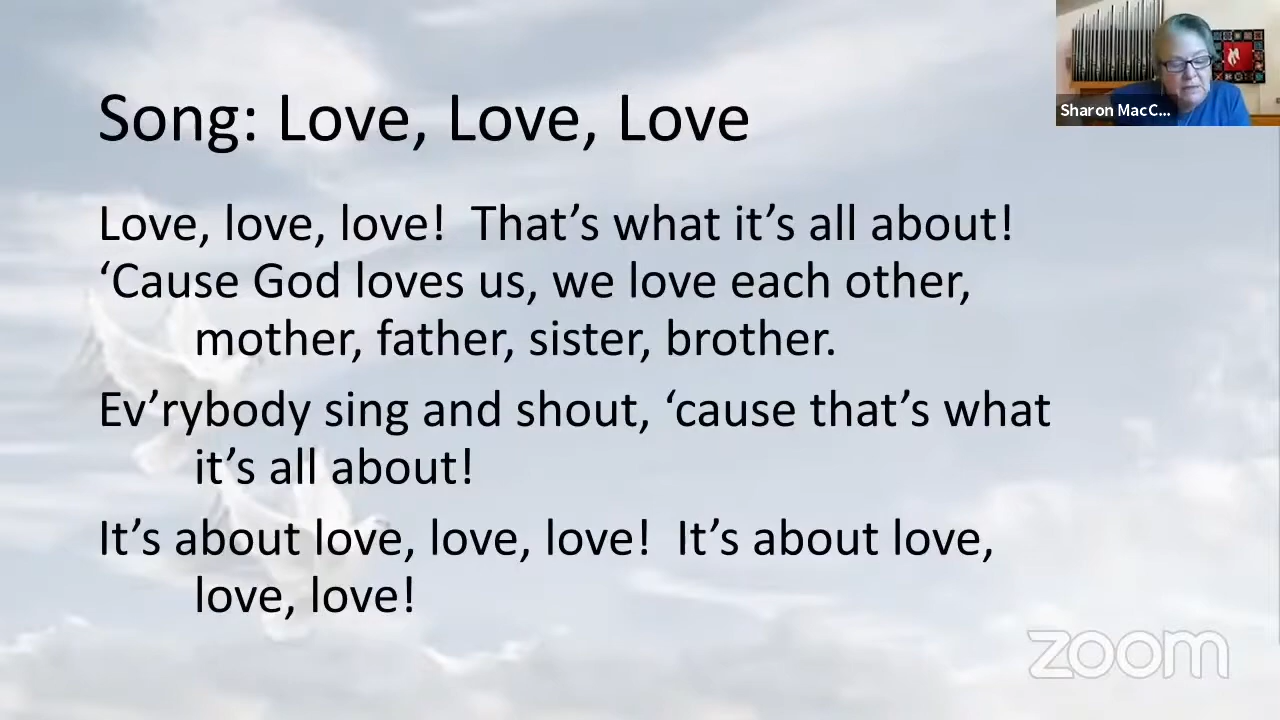 Song: Love, Love, Love
Love, love, love!  That’s what it’s all about!
‘Cause God loves us, we love each other,
mother, father, sister, brother.
Ev’rybody sing and shout, ‘cause that’s what
it’s all about!
It’s about love, love, love!  It’s about love,
love, love!
Sharon MacC...
zoom